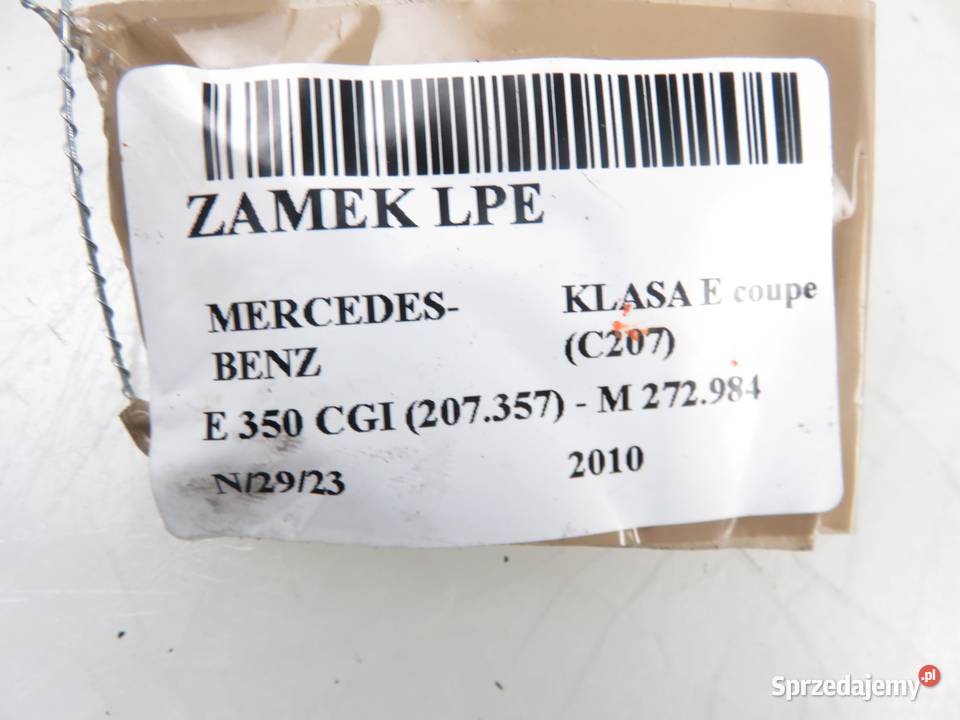 ZAMEK LPE
MERCEDES-
BENZ
KLASA E coupe
(C207)
E 350 CGI (207.357) - M 272.984
N/29/23
2010
Sprzedajemy.pl